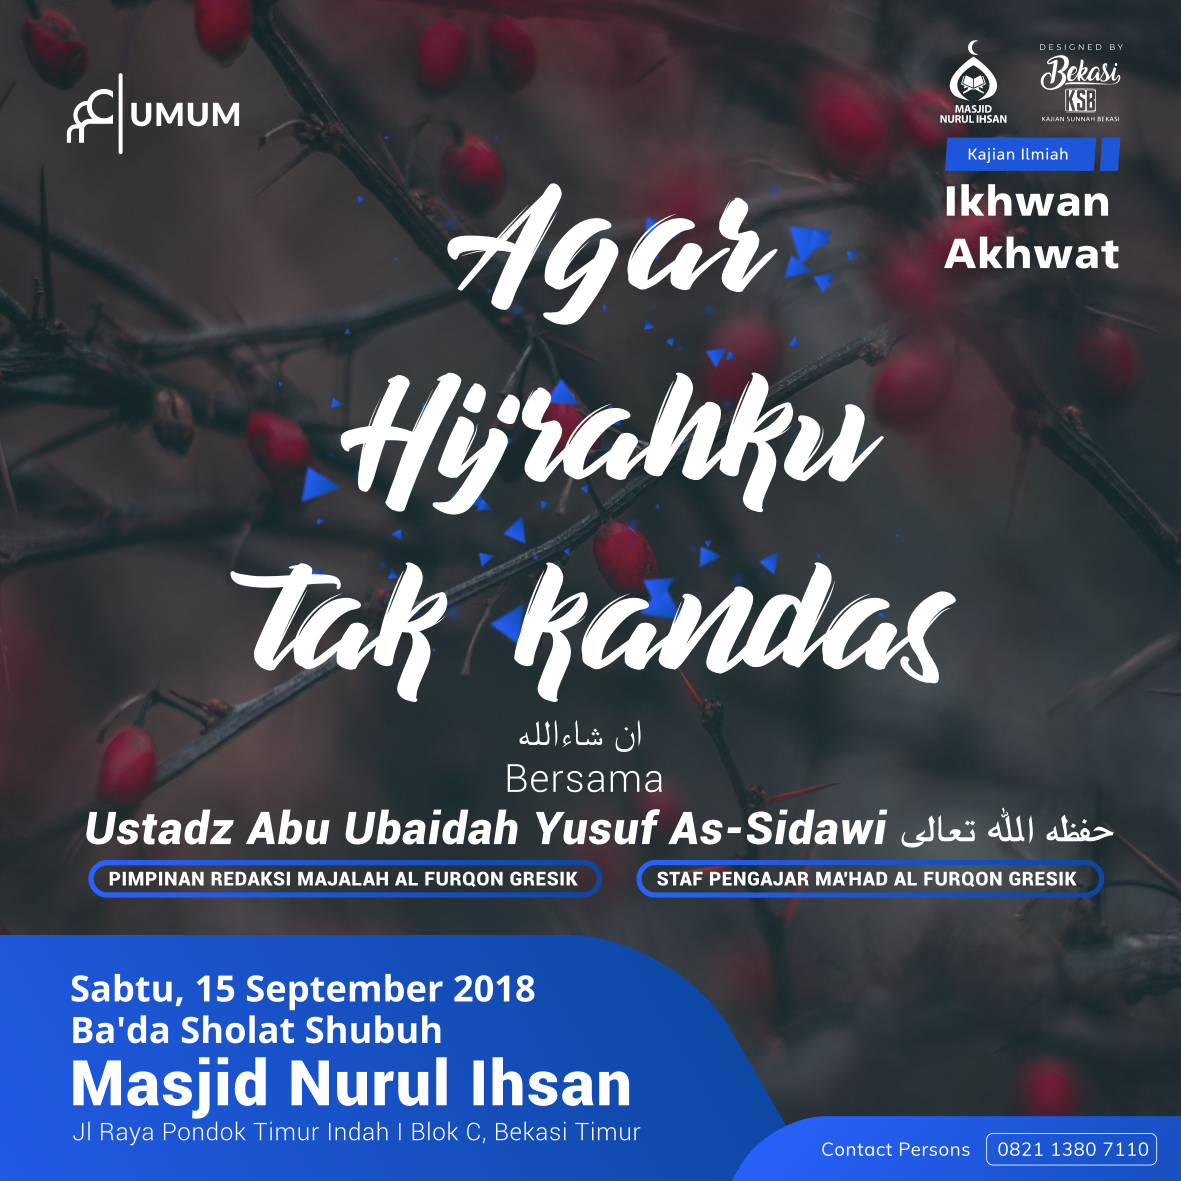 UMUM
MASJID
NURUL IHSAN
DESIGNED BY
Bekasi
KSB
KAJIAN SUNNAH BEKASI
Kajian Ilmiah
Ikhwan
Akhwat
Agar
Hijrahku
Tak kandas
ان شاءالله
Bersama
Ustadz Abu Ubaidah Yusuf As-Sidawi حفظه الله تعالى
PIMPINAN REDAKSI MAJALAH AL FURQON GRESIK
STAF PENGAJAR MA'HAD AL FURQON GRESIK
Sabtu, 15 September 2018
Ba'da Sholat Shubuh
Masjid Nurul Ihsan
Jl Raya Pondok Timur Indah I Blok C, Bekasi Timur
Contact Persons 0821 1380 7110